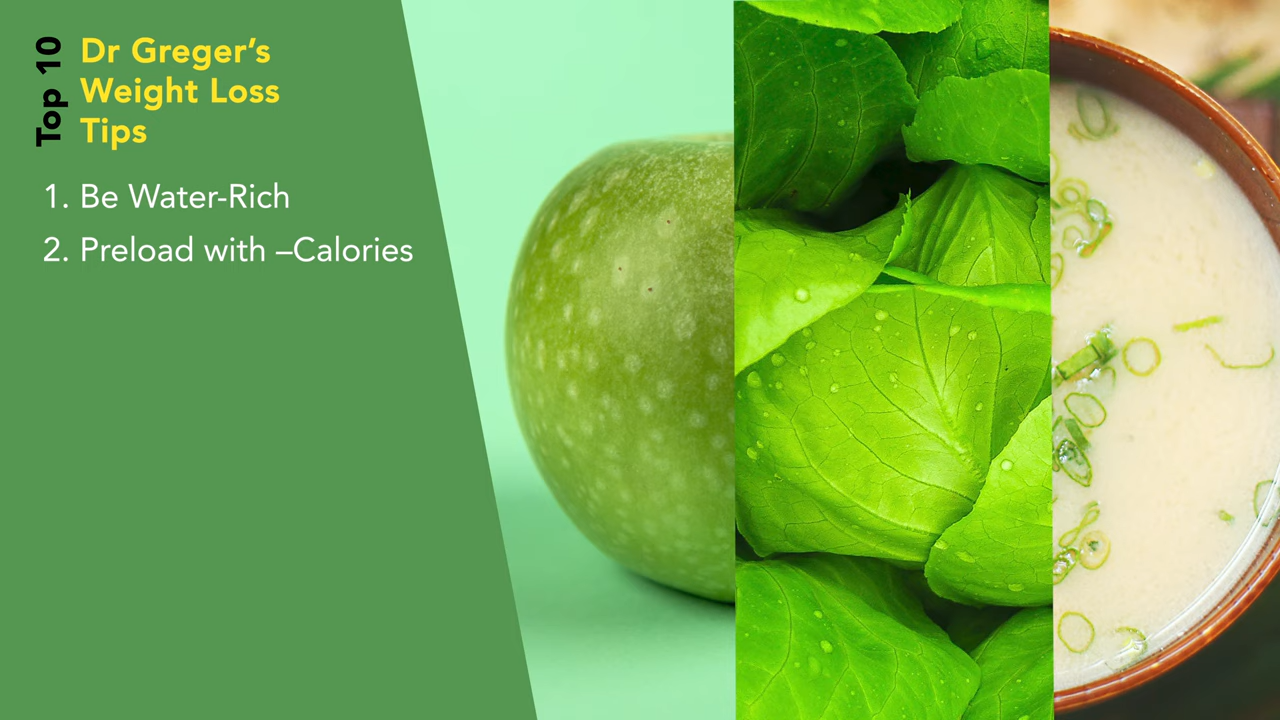 Top 10
Dr Greger’s
Weight Loss
Tips
1. Be Water-Rich
2. Preload with –Calories